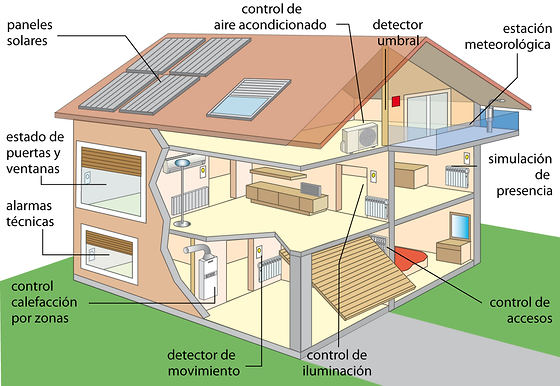 paneles
solares
control de
aire acondicionado
detector
umbral
estación
meteorológica
estado de
puertas y
ventanas
simulación
de
presencia
alarmas
técnicas
control
calefacción
por zonas
control de
accesos
detector de
movimiento
control de
iluminación